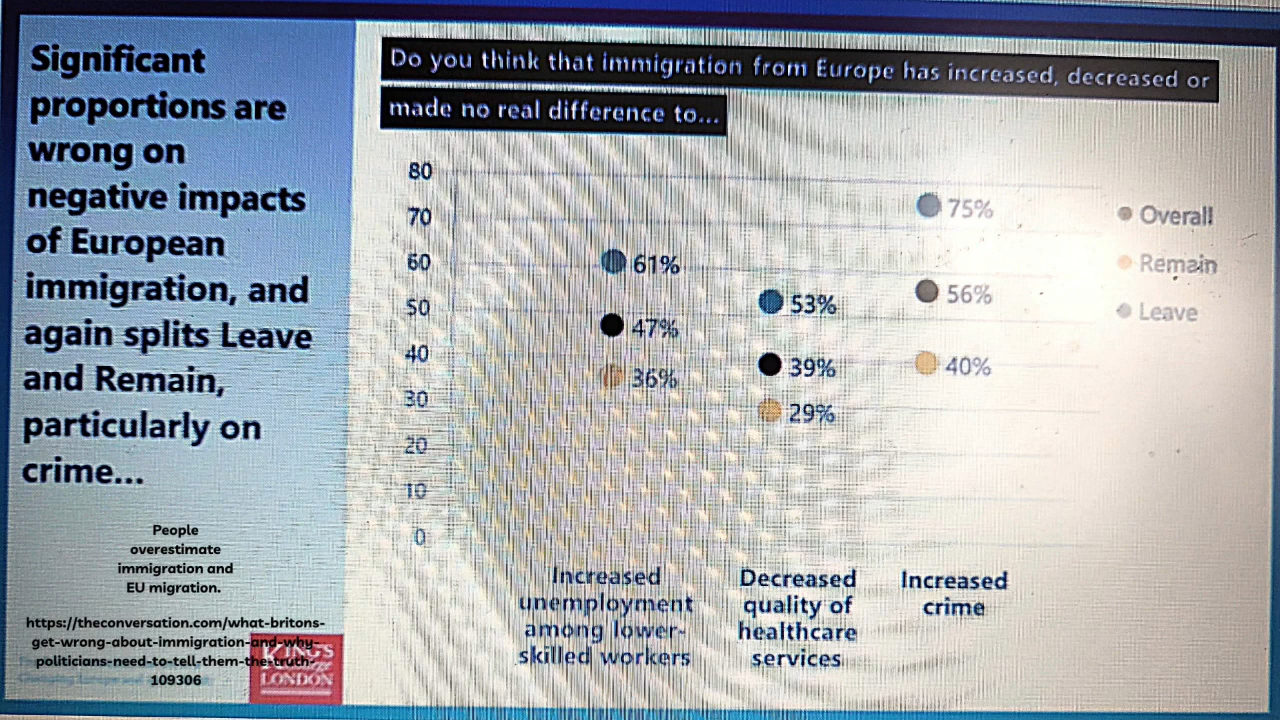 Significant
proportions are
wrong on
negative impacts
of European
immigration, and
again splits Leave
and Remain,
particularly on
crime...
People
overestimate
immigration and
EU migration.
https://theconversation.com/what-britons-
get-wrong-about-immigration-and-why-
politicians-need-to-tell-them-the-truth-
109306
KING'S
College
LONDON
Do you think that immigration from Europe has increased, decreased or
made no real difference to...
80
70
60
50
40
30
20
10
0
61%
47%
36%
53%
39%
29%
75%
56%
40%
Increased
unemployment
among lower-
skilled workers
Decreased
quality of
healthcare
services
Increased
crime
Overall
Remain
Leave